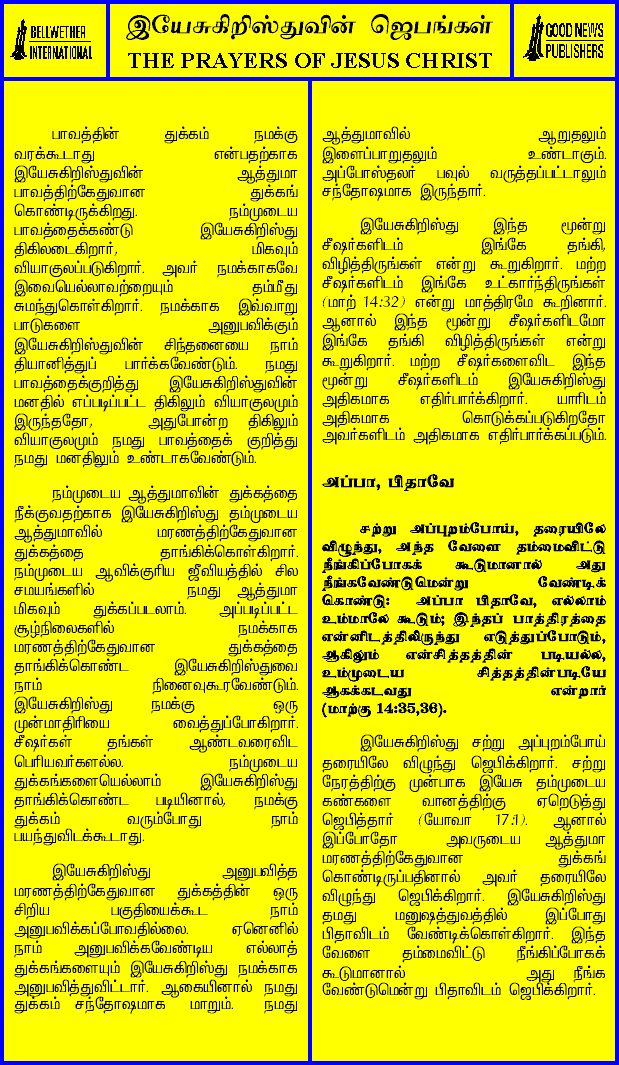 BELLWETHER
INTERNATIONAL
இயேசுகிறிஸ்துவின் ஜெபங்கள்
THE PRAYERS OF JESUS CHRIST
GOOD NEWS
PUBLISHERS
பாவத்தின் துக்கம் நமக்கு
வரக்கூடாது என்பதற்காக
இயேசுகிறிஸ்துவின் ஆத்துமா
பாவத்திற்கேதுவான துக்கங்
கொண்டிருக்கிறது. நம்முடைய
பாவத்தைக்கண்டு இயேசுகிறிஸ்து
திகிலடைகிறார், மிகவும்
வியாகுலப்படுகிறார். அவர் நமக்காகவே
இவையெல்லாவற்றையும் தம்மீது
சுமந்துகொள்கிறார். நமக்காக இவ்வாறு
பாடுகளை அனுபவிக்கும்
இயேசுகிறிஸ்துவின் சிந்தனையை நாம்
தியானித்துப் பார்க்கவேண்டும். நமது
பாவத்தைக்குறித்து இயேசுகிறிஸ்துவின்
மனதில் எப்படிப்பட்ட திகிலும் வியாகுலமும்
இருந்ததோ, அதுபோன்ற திகிலும்
வியாகுலமும் நமது பாவத்தைக் குறித்து
நமது மனதிலும் உண்டாகவேண்டும்.
நம்முடைய ஆத்துமாவின் துக்கத்தை
நீக்குவதற்காக இயேசுகிறிஸ்து தம்முடைய
ஆத்துமாவில் மரணத்திற்கேதுவான
துக்கத்தை தாங்கிக்கொள்கிறார்.
நம்முடைய ஆவிக்குரிய ஜீவியத்தில் சில
சமயங்களில் நமது ஆத்துமா
மிகவும் துக்கப்படலாம். அப்படிப்பட்ட
சூழ்நிலைகளில் நமக்காக
மரணத்திற்கேதுவான துக்கத்தை
தாங்கிக்கொண்ட இயேசுகிறிஸ்துவை
நாம் நினைவுகூரவேண்டும்.
இயேசுகிறிஸ்து நமக்கு ஒரு
முன்மாதிரியை வைத்துப்போகிறார்.
சீஷர்கள் தங்கள் ஆண்டவரைவிட
பெரியவர்களல்ல. நம்முடைய
துக்கங்களையெல்லாம் இயேசுகிறிஸ்து
தாங்கிக்கொண்ட படியினால், நமக்கு
துக்கம் வரும்போது நாம்
பயந்துவிடக்கூடாது.
இயேசுகிறிஸ்து அனுபவித்த
மரணத்திற்கேதுவான துக்கத்தின் ஒரு
சிறிய பகுதியைக்கூட நாம்
அனுபவிக்கப்போவதில்லை. ஏனெனில்
நாம் அனுபவிக்கவேண்டிய எல்லாத்
துக்கங்களையும் இயேசுகிறிஸ்து நமக்காக
அனுபவித்துவிட்டார். ஆகையினால் நமது
துக்கம் சந்தோஷமாக மாறும். நமது
ஆத்துமாவில் ஆறுதலும்
இளைப்பாறுதலும் உண்டாகும்.
அப்போஸ்தலர் பவுல் வருத்தப்பட்டாலும்
சந்தோஷமாக இருந்தார்.
இயேசுகிறிஸ்து இந்த மூன்று
சீஷர்களிடம் இங்கே தங்கி,
விழித்திருங்கள் என்று கூறுகிறார். மற்ற
சீஷர்களிடம் இங்கே உட்கார்ந்திருங்கள்
(மாற் 14:32) என்று மாத்திரமே கூறினார்.
ஆனால் இந்த மூன்று சீஷர்களிடமோ
இங்கே தங்கி விழித்திருங்கள் என்று
கூறுகிறார். மற்ற சீஷர்களைவிட இந்த
மூன்று சீஷர்களிடம் இயேசுகிறிஸ்து
அதிகமாக எதிர்பார்க்கிறார். யாரிடம்
அதிகமாக கொடுக்கப்படுகிறதோ
அவர்களிடம் அதிகமாக எதிர்பார்க்கப்படும்.
அப்பா, பிதாவே
சற்று அப்புறம்போய், தரையிலே
விழுந்து, அந்த வேளை தம்மைவிட்டு
நீங்கிப்போகக் கூடுமானால் அது
நீங்கவேண்டுமென்று வேண்டிக்
கொண்டு: அப்பா பிதாவே, எல்லாம்
உம்மாலே கூடும்; இந்தப் பாத்திரத்தை
என்னிடத்திலிருந்து எடுத்துப்போடும்,
ஆகிலும் என்சித்தத்தின் படியல்ல,
உம்முடைய சித்தத்தின்படியே
ஆகக்கடவது என்றார்
(மாற்கு 14:35,36).
இயேசுகிறிஸ்து சற்று அப்புறம்போய்
தரையிலே விழுந்து ஜெபிக்கிறார். சற்று
நேரத்திற்கு முன்பாக இயேசு தம்முடைய
கண்களை வானத்திற்கு ஏறெடுத்து
ஜெபித்தார் (யோவா 17:1). ஆனால்
இப்போதோ அவருடைய ஆத்துமா
மரணத்திற்கேதுவான துக்கங்
கொண்டிருப்பதினால் அவர் தரையிலே
விழுந்து ஜெபிக்கிறார். இயேசுகிறிஸ்து
தமது மனுஷத்துவத்தில் இப்போது
பிதாவிடம் வேண்டிக்கொள்கிறார். இந்த
வேளை தம்மைவிட்டு நீங்கிப்போகக்
கூடுமானால் அது நீங்க
வேண்டுமென்று பிதாவிடம் ஜெபிக்கிறார்.